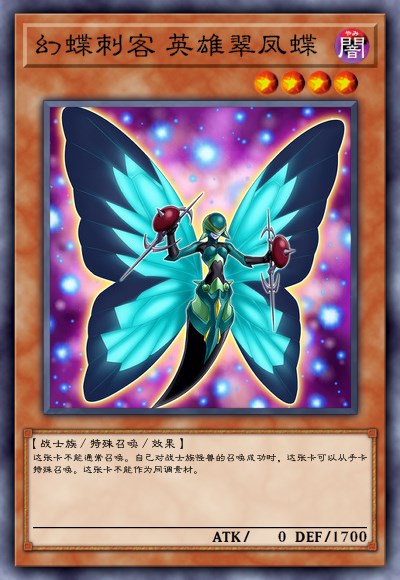 幻蝶刺客 英雄翠凤蝶
闇
やみ
【战士族/特殊召唤/效果】
这张卡不能通常召唤。自己对战士族怪兽的召唤成功时，这张卡可以从手卡
特殊召唤。这张卡不能作为同调素材。
ATK/ 0 DEF/1700